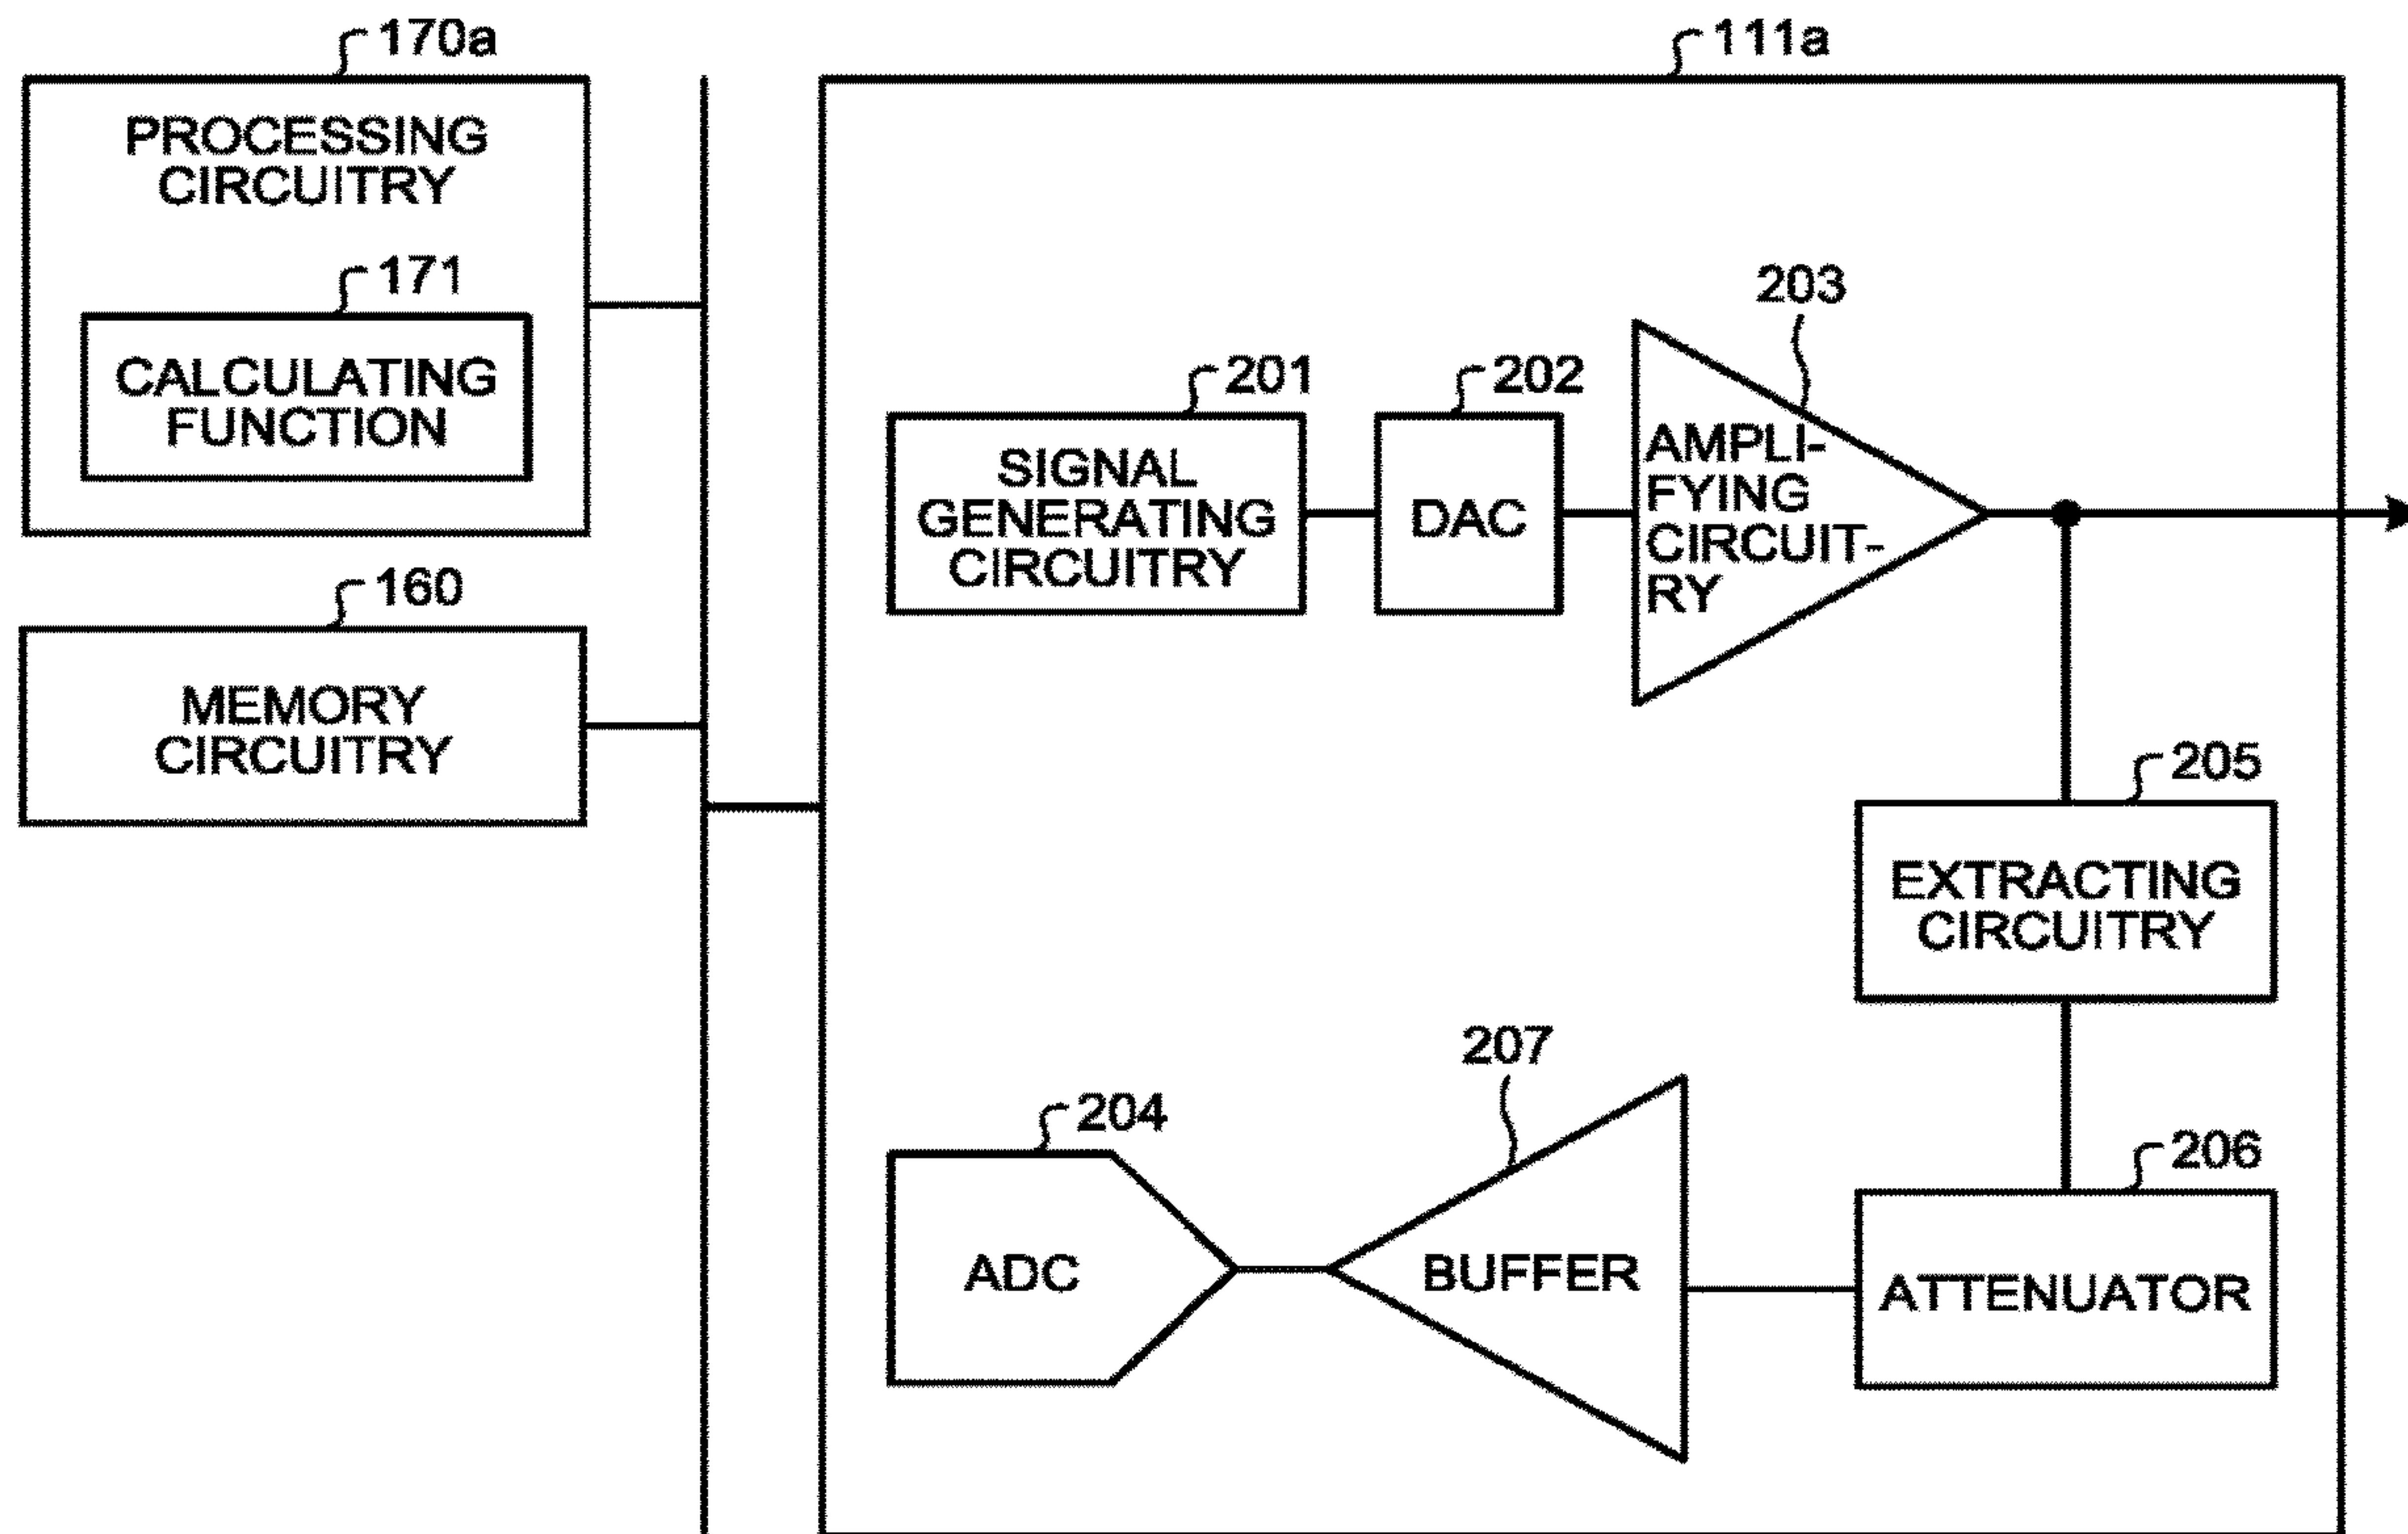 170a
PROCESSING
CIRCUITRY
171
CALCULATING
FUNCTION
160
MEMORY
CIRCUITRY
111a
201
SIGNAL
GENERATING
CIRCUITRY
202
DAC
203
AMPLI-
FYING
CIRCUIT-
RY
205
EXTRACTING
CIRCUITRY
204
ADC
207
BUFFER
206
ATTENUATOR